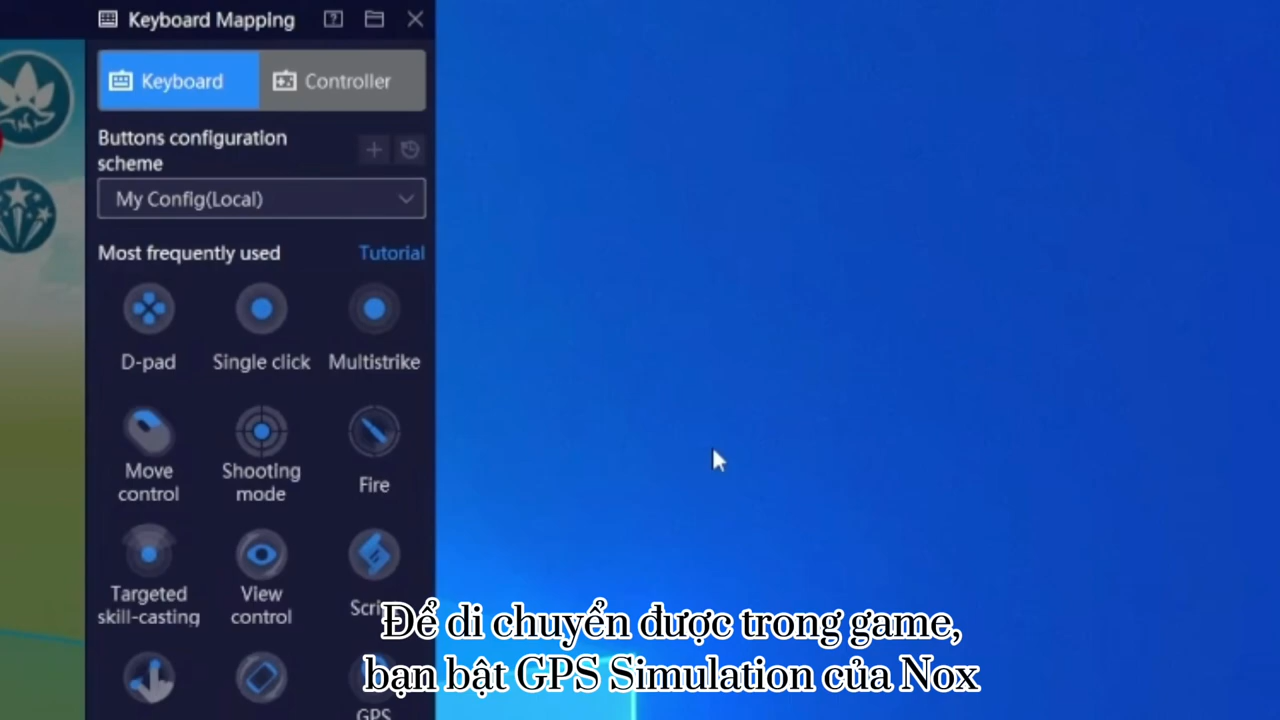 Keyboard Mapping
Keyboard
Controller
Buttons configuration
scheme
My Config(Local)
Most frequently used
Tutorial
D-pad
Single click
Multistrike
Move
control
Shooting
mode
Fire
Targeted
skill-casting
View
control
GPS
Để di chuyển được trong game,
bạn bật GPS Simulation của Nox